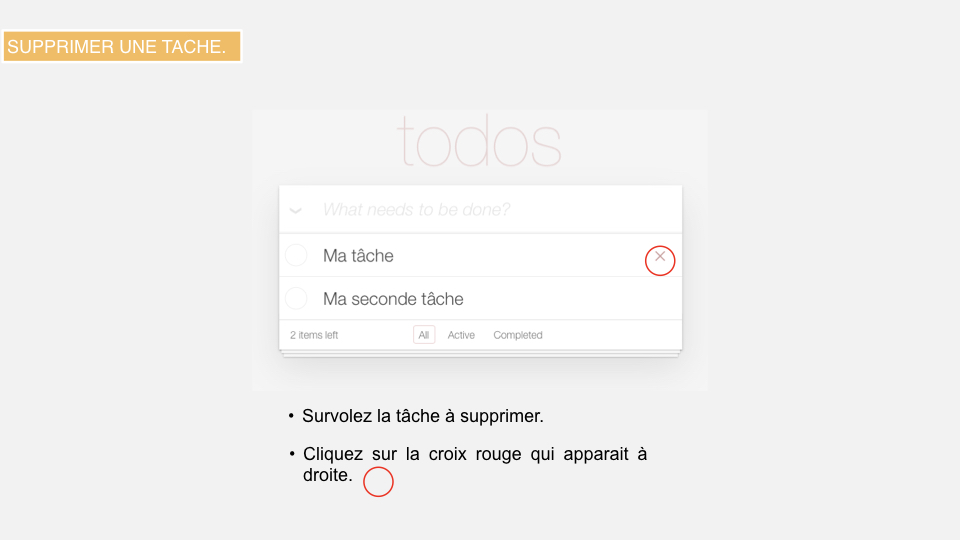 SUPPRIMER UNE TACHE.
todos
What needs to be done?
Ma tâche
Ma seconde tâche
2 items left All Active Completed
• Survolez la tâche à supprimer.
• Cliquez sur la croix rouge qui apparait à
droite.